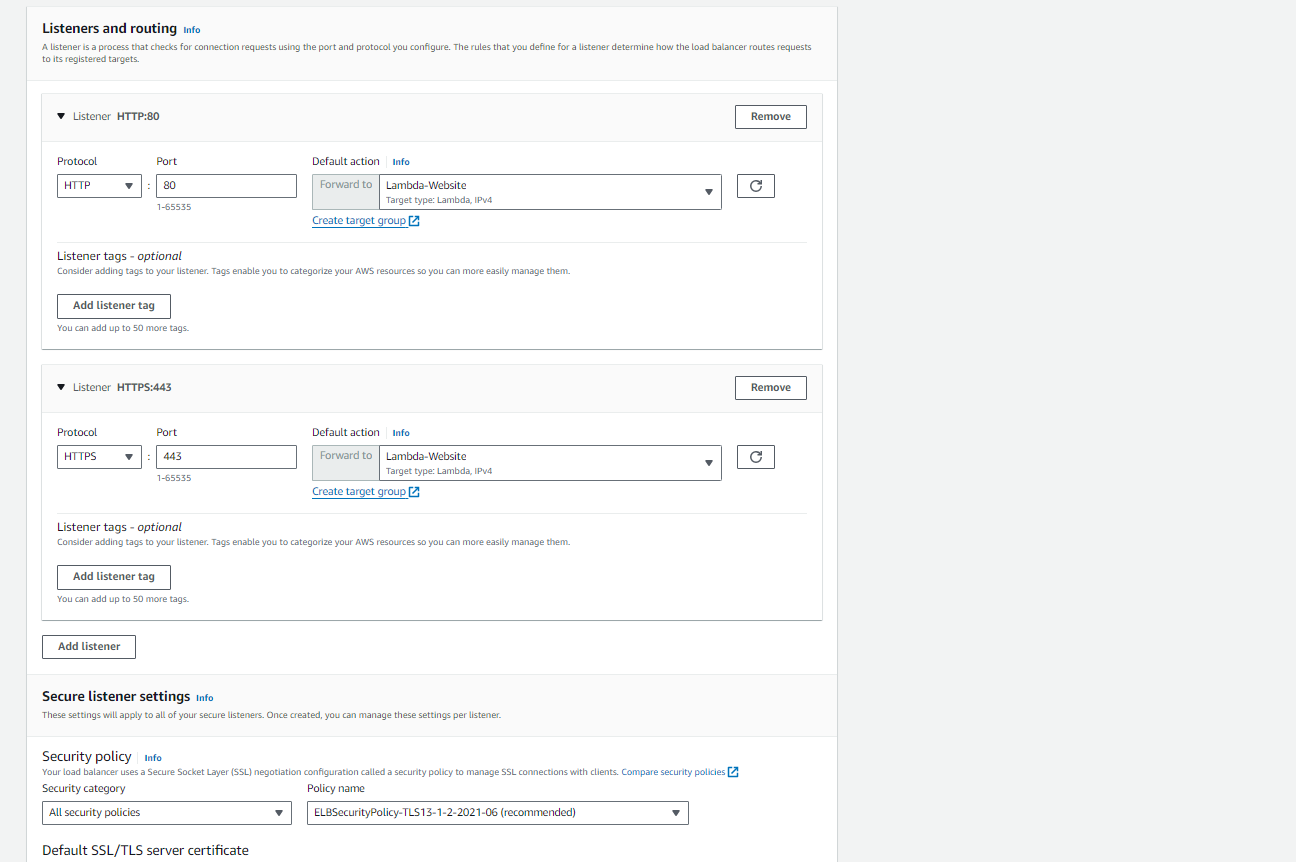 Listeners and routing Info
A listener is a process that checks for connection requests using the port and protocol you configure. The rules that you define for a listener determine how the load balancer routes requests
to its registered targets.
Listener HTTP:80
Remove
Protocol Port Default action Info
HTTP : 80 Forward to Lambda-Website
Target type: Lambda, IPv4
1-65535
Create target group
Listener tags - optional
Consider adding tags to your listener. Tags enable you to categorize your AWS resources so you can more easily manage them.
Add listener tag
You can add up to 50 more tags.
Listener HTTPS:443
Remove
Protocol Port Default action Info
HTTPS : 443 Forward to Lambda-Website
Target type: Lambda, IPv4
1-65535
Create target group
Listener tags - optional
Consider adding tags to your listener. Tags enable you to categorize your AWS resources so you can more easily manage them.
Add listener tag
You can add up to 50 more tags.
Add listener
Secure listener settings Info
These settings will apply to all of your secure listeners. Once created, you can manage these settings per listener.
Security policy Info
Your load balancer uses a Secure Socket Layer (SSL) negotiation configuration called a security policy to manage SSL connections with clients. Compare security policies
Security category Policy name
All security policies ELBSecurityPolicy-TLS13-1-2-2021-06 (recommended)
Default SSL/TLS server certificate